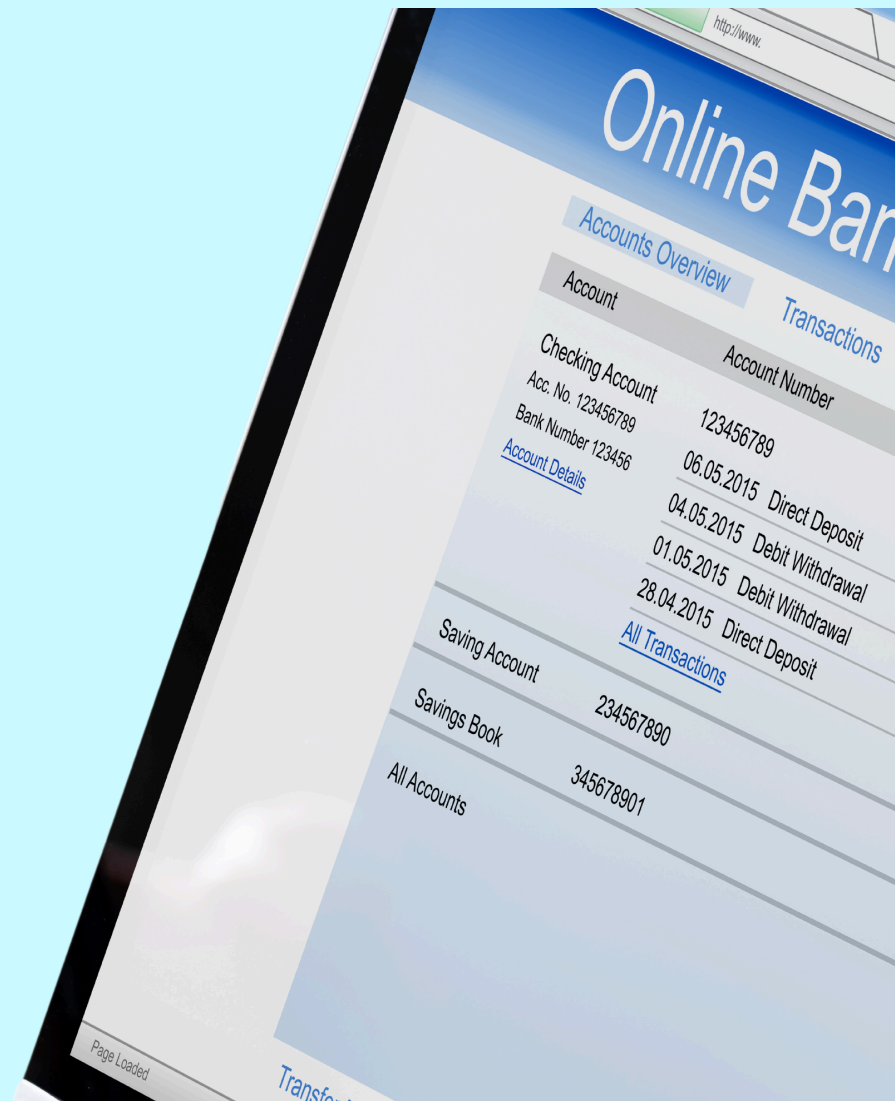 http://www.
Online Ban
Accounts Overview
Transactions
Account
Account Number
Checking Account
Acc. No. 123456789
Bank Number 123456
Account Details
123456789
06.05.2015 Direct Deposit
04.05.2015 Debit Withdrawal
01.05.2015 Debit Withdrawal
28.04.2015 Direct Deposit
All Transactions
Saving Account
234567890
Savings Book
345678901
All Accounts
Page Loaded